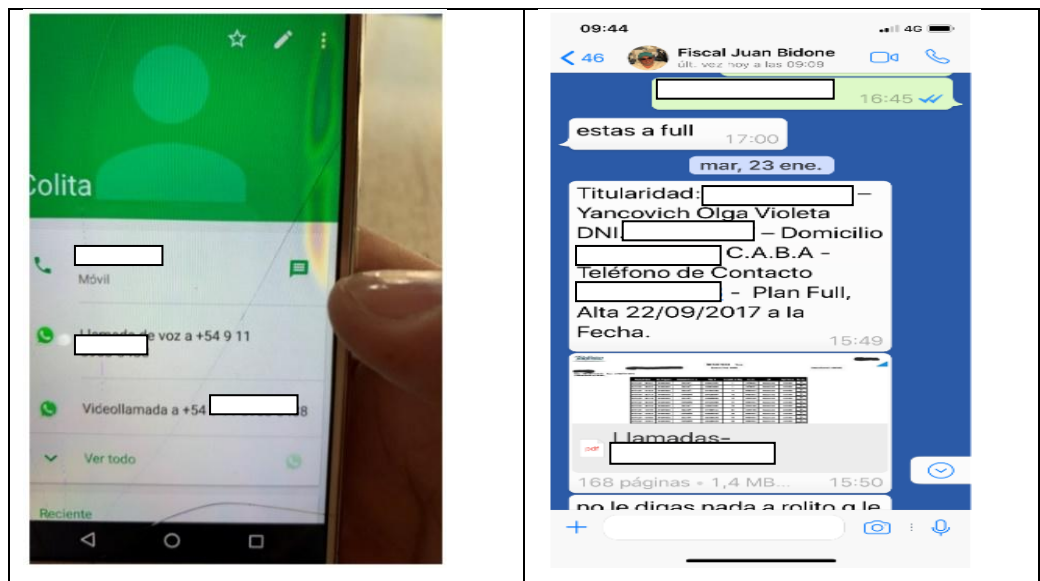 Colita
Móvil
de voz a +54 9 11
Videollamada a +54 8
Ver todo
Reciente
09:44
4G
46
Fiscal Juan Bidone
últ. vez hoy a las 09:09
16:45
estas a full
17:00
mar, 23 ene.
Titularidad: –
Yancovich Olga Violeta
DNI – Domicilio
C.A.B.A –
Teléfono de Contacto
– Plan Full,
Alta 22/09/2017 a la
Fecha.
15:49
Llamadas-
pdf
168 páginas • 1,4 MB...
15:50
no le digas nada a rolito q le